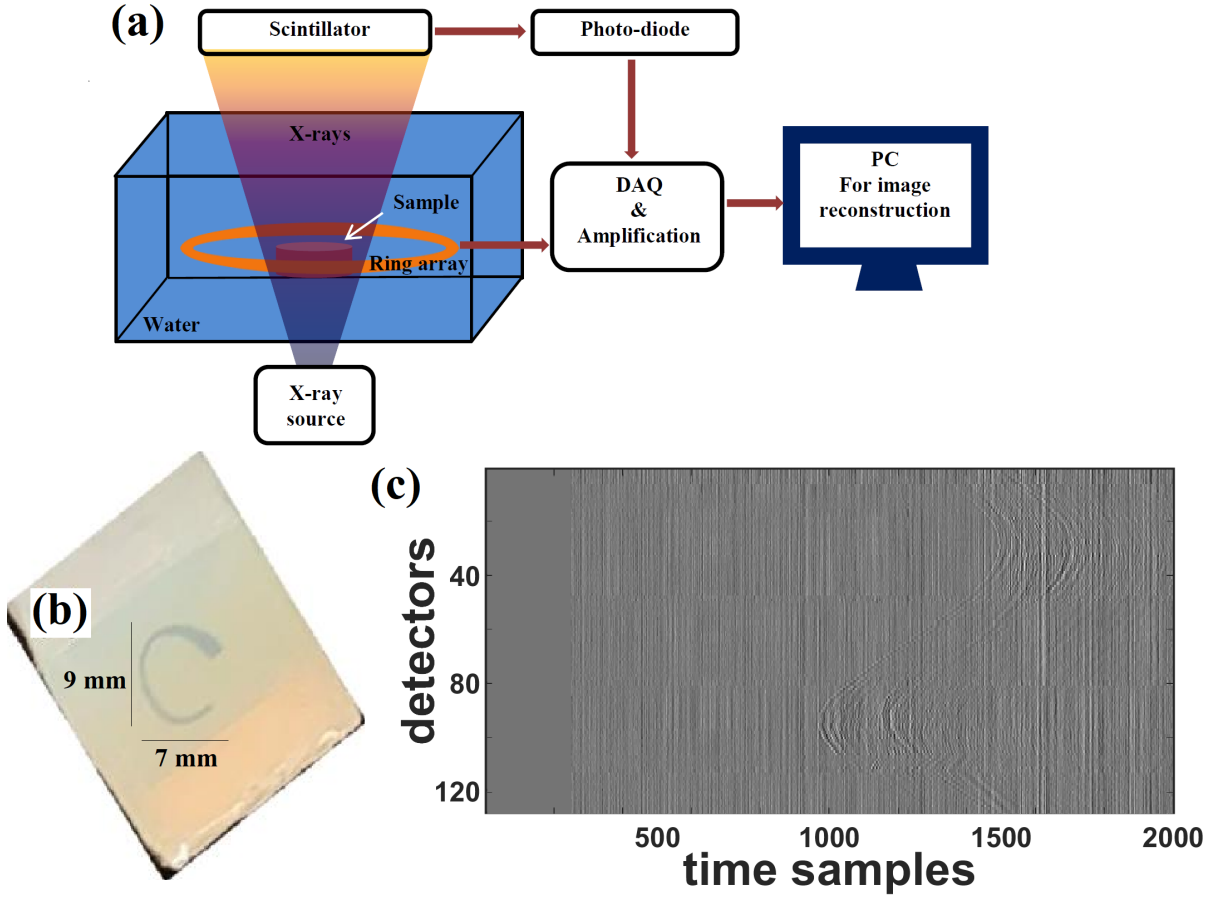 (a)
Scintillator
Photo-diode
X-rays
Sample
Ring array
Water
DAQ
&
Amplification
PC
For image
reconstruction
X-ray
source
(b)
9 mm
7 mm
(c)
detectors
40
80
120
500
1000
1500
2000
time samples